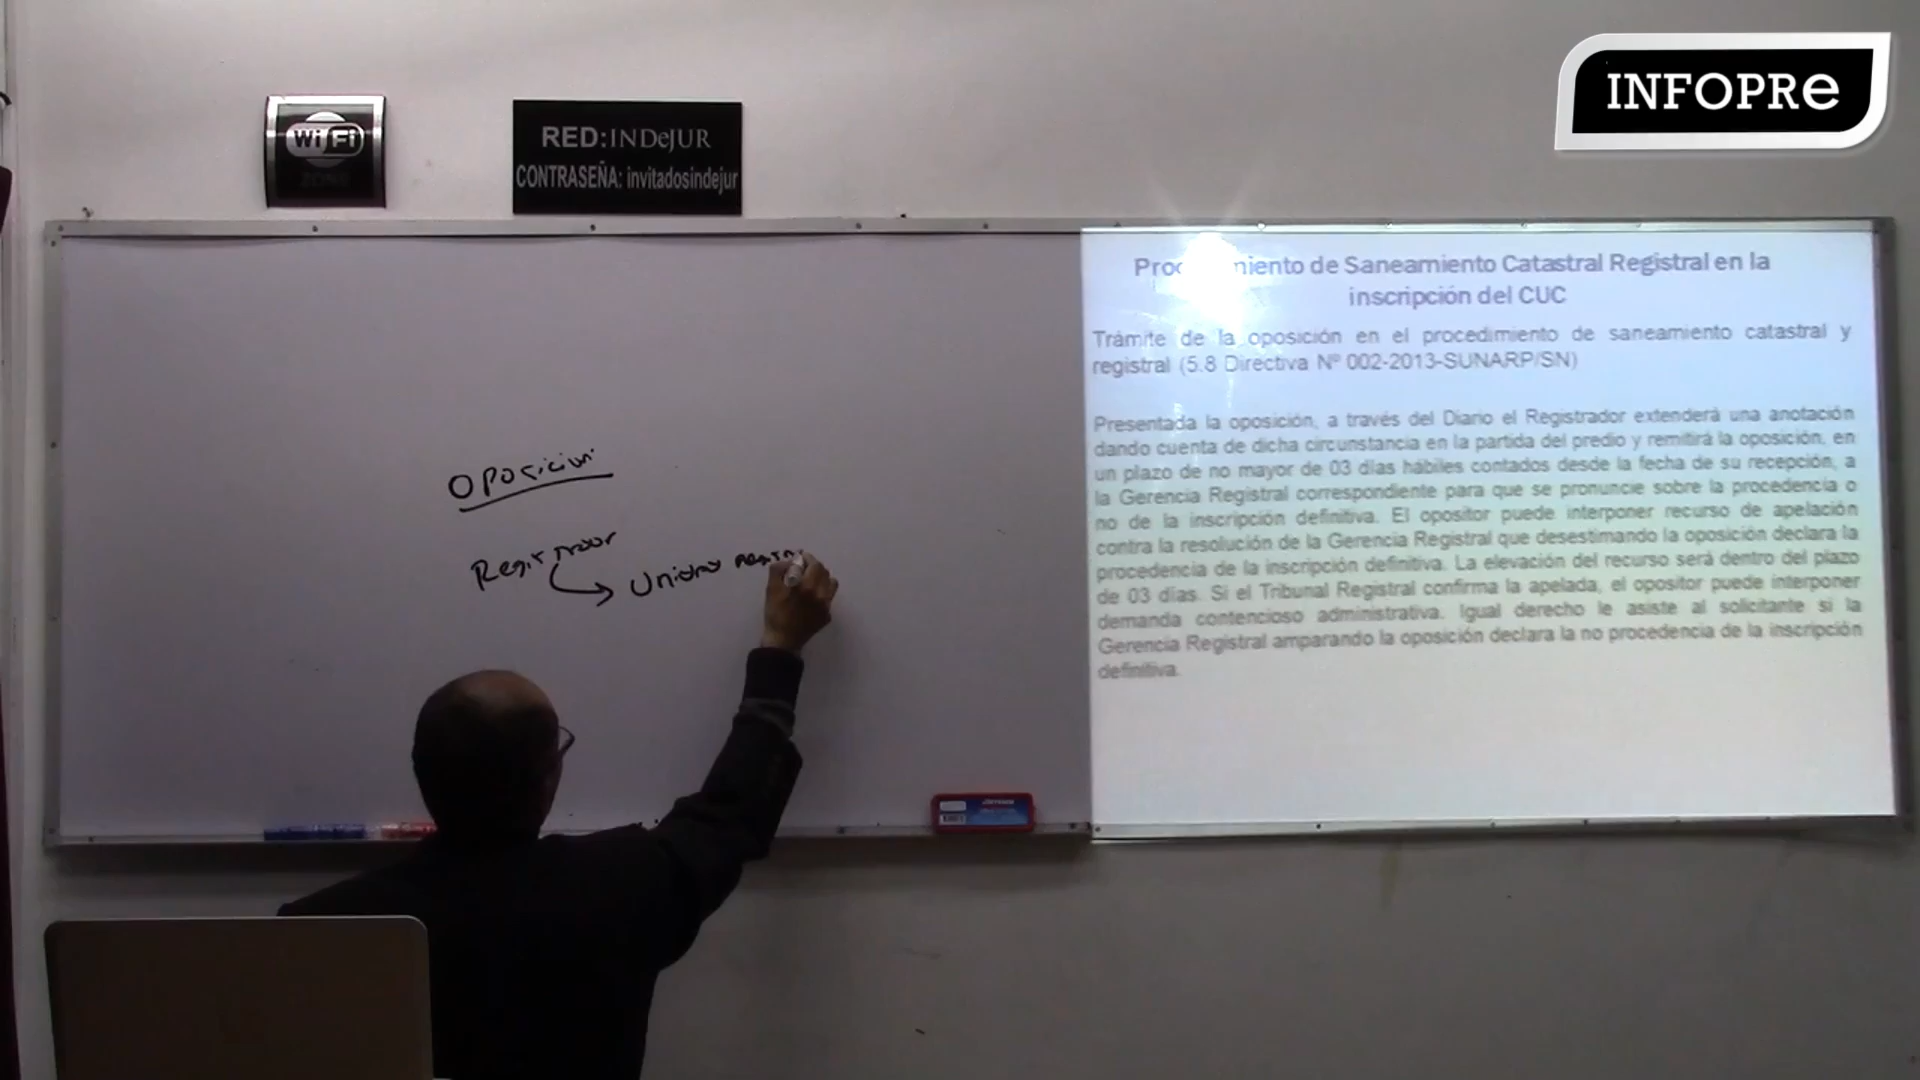 INFOPRe
Wi Fi
ZONE
RED:INDeJUR
CONTRASEÑA: invitadosindejur
Procedimiento de Saneamiento Catastral Registral en la
inscripción del CUC
Trámite de la oposición en el procedimiento de saneamiento catastral y
registral (5.8 Directiva Nº 002-2013-SUNARP/SN)
Presentada la oposición, a través del Diario el Registrador extenderá una anotación
dando cuenta de dicha circunstancia en la partida del predio y remitirá la oposición, en
un plazo de no mayor de 03 días hábiles contados desde la fecha de su recepción, a
la Gerencia Registral correspondiente para que se pronuncie sobre la procedencia o
no de la inscripción definitiva. El opositor puede interponer recurso de apelación
contra la resolución de la Gerencia Registral que desestimando la oposición declara la
procedencia de la inscripción definitiva. La elevación del recurso será dentro del plazo
de 03 días. Si el Tribunal Registral confirma la apelada, el opositor puede interponer
demanda contencioso administrativa. Igual derecho le asiste al solicitante si la
Gerencia Registral amparando la oposición declara la no procedencia de la inscripción
definitiva.
Oposicion
Registrador
Unidad Registr